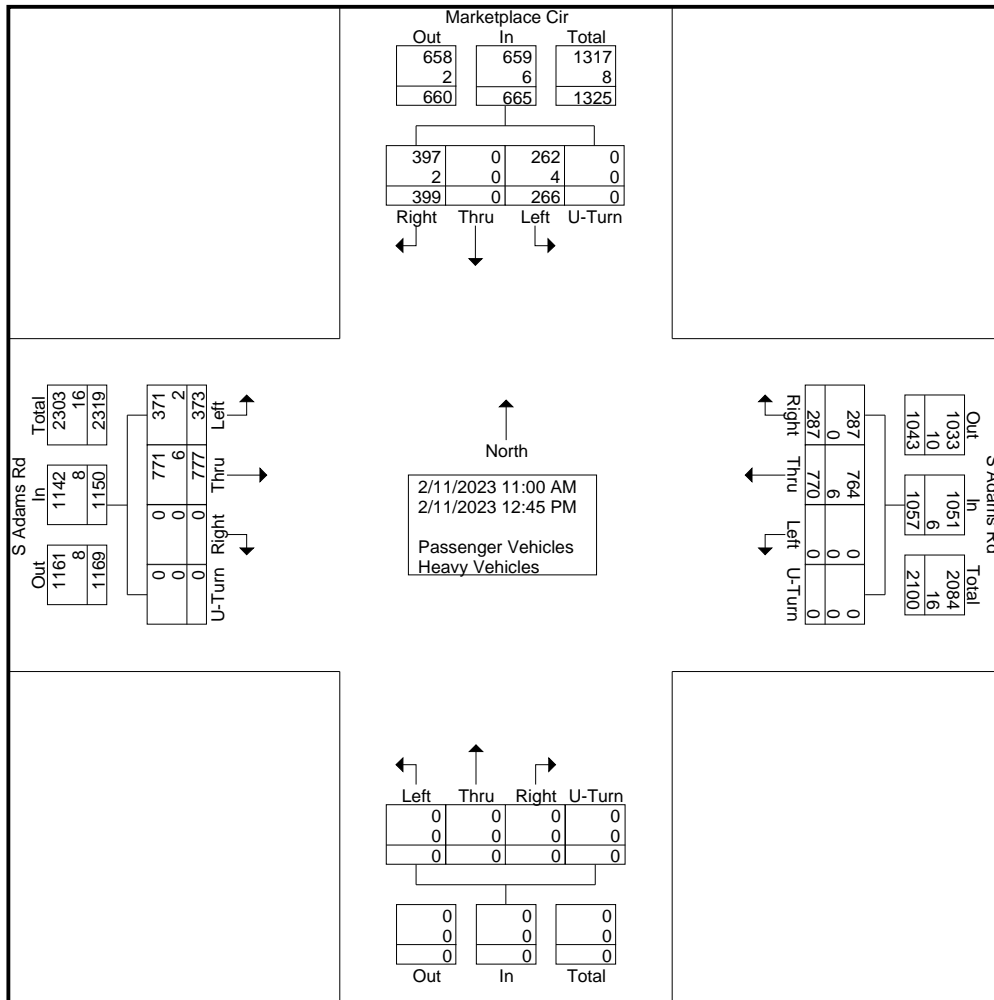 Marketplace Cir
Out In Total
658 659 1317
2 6 8
660 665 1325
397 0 262 0
2 0 4 0
399 0 266 0
Right Thru Left U-Turn
S Adams Rd
Total In Out
2303 1142 1161
16 8 8
2319 1150 1169
371 771 0 0
2 6 0 0
373 777 0 0
Left Thru Right U-Turn
North
2/11/2023 11:00 AM
2/11/2023 12:45 PM
Passenger Vehicles
Heavy Vehicles
Right Thru Left U-Turn
287 770 0 0
0 6 0 0
287 764 0 0
1043 1057 2100
10 6 16
1033 1051 2084
Out In Total
S Adams Rd
Left Thru Right U-Turn
0 0 0 0
0 0 0 0
0 0 0 0
0 0 0
0 0 0
0 0 0
Out In Total